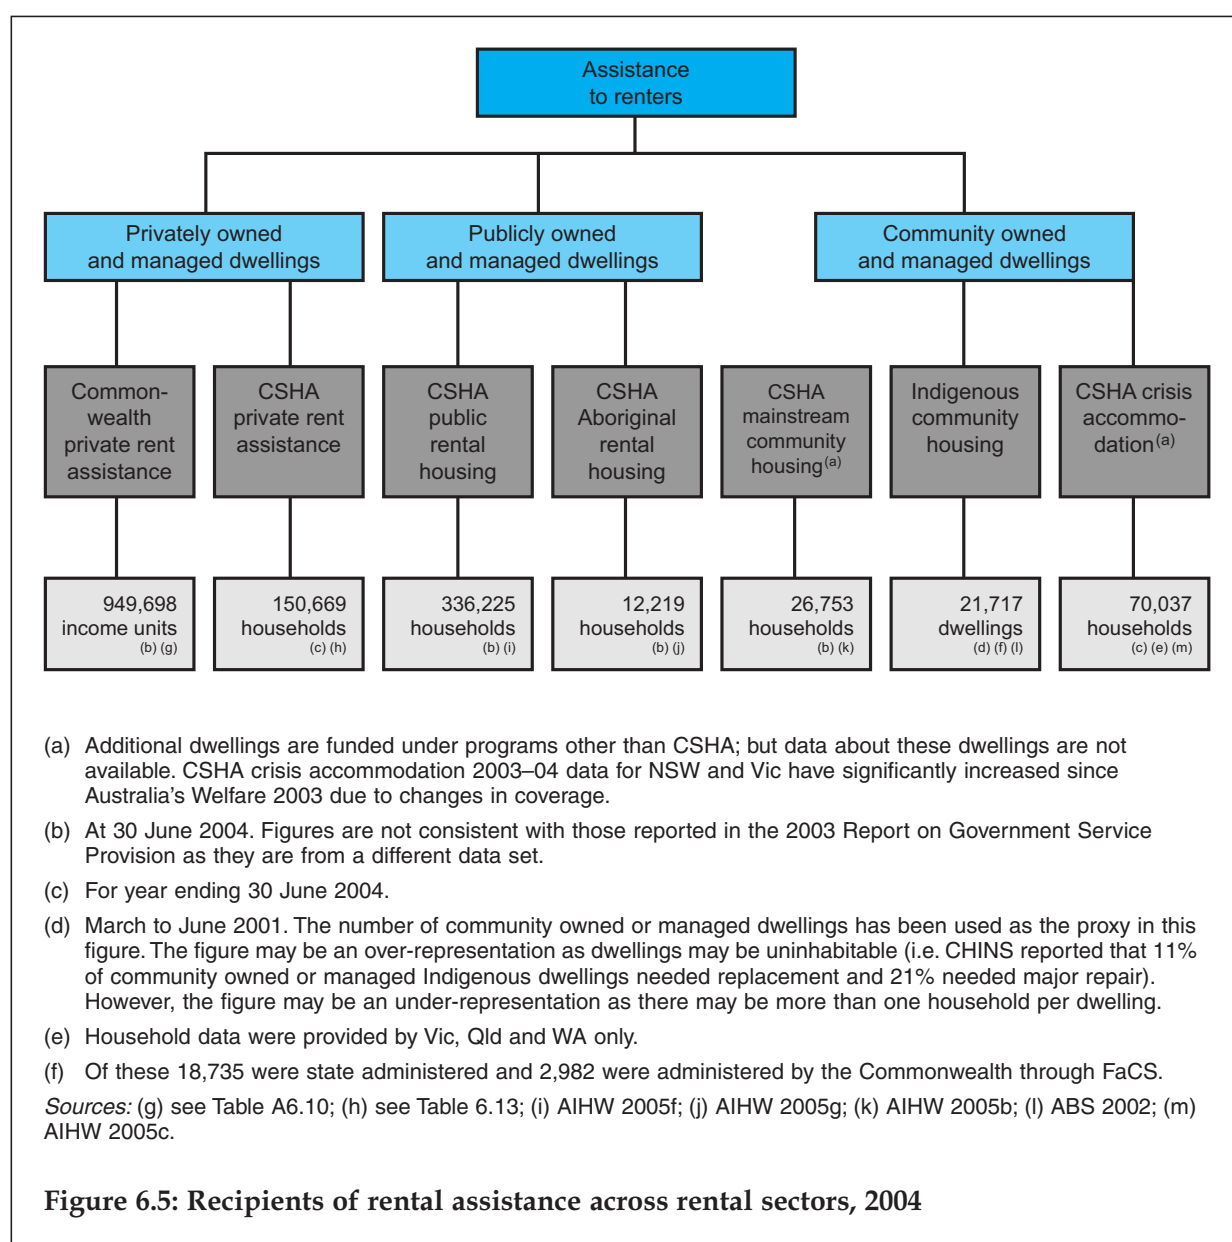 Assistance
to renters
Privately owned
and managed dwellings
Publicly owned
and managed dwellings
Community owned
and managed dwellings
Common-
wealth
private rent
assistance
CSHA
private rent
assistance
CSHA
public
rental
housing
CSHA
Aboriginal
rental
housing
CSHA
mainstream
community
housing(a)
Indigenous
community
housing
CSHA crisis
accommo-
dation(a)
949,698
income units
(b) (g)
150,669
households
(c) (h)
336,225
households
(b) (i)
12,219
households
(b) (j)
26,753
households
(b) (k)
21,717
dwellings
(d) (f) (l)
70,037
households
(c) (e) (m)
(a) Additional dwellings are funded under programs other than CSHA; but data about these dwellings are not
available. CSHA crisis accommodation 2003–04 data for NSW and Vic have significantly increased since
Australia's Welfare 2003 due to changes in coverage.
(b) At 30 June 2004. Figures are not consistent with those reported in the 2003 Report on Government Service
Provision as they are from a different data set.
(c) For year ending 30 June 2004.
(d) March to June 2001. The number of community owned or managed dwellings has been used as the proxy in this
figure. The figure may be an over-representation as dwellings may be uninhabitable (i.e. CHINS reported that 11%
of community owned or managed Indigenous dwellings needed replacement and 21% needed major repair).
However, the figure may be an under-representation as there may be more than one household per dwelling.
(e) Household data were provided by Vic, Qld and WA only.
(f) Of these 18,735 were state administered and 2,982 were administered by the Commonwealth through FaCS.
Sources: (g) see Table A6.10; (h) see Table 6.13; (i) AIHW 2005f; (j) AIHW 2005g; (k) AIHW 2005b; (l) ABS 2002; (m)
AIHW 2005c.
Figure 6.5: Recipients of rental assistance across rental sectors, 2004